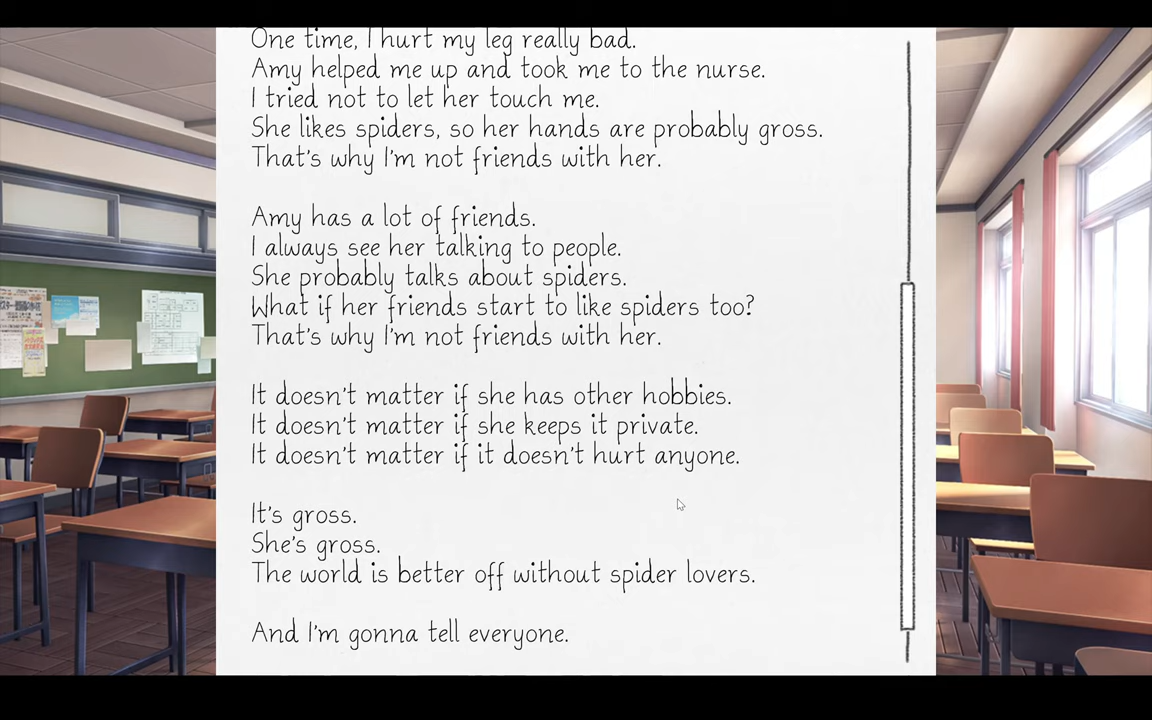 One time, I hurt my leg really bad.
Amy helped me up and took me to the nurse.
I tried not to let her touch me.
She likes spiders, so her hands are probably gross.
That's why I'm not friends with her.
Amy has a lot of friends.
I always see her talking to people.
She probably talks about spiders.
What if her friends start to like spiders too?
That's why I'm not friends with her.
It doesn't matter if she has other hobbies.
It doesn't matter if she keeps it private.
It doesn't matter if it doesn't hurt anyone.
It's gross.
She's gross.
The world is better off without spider lovers.
And I'm gonna tell everyone.